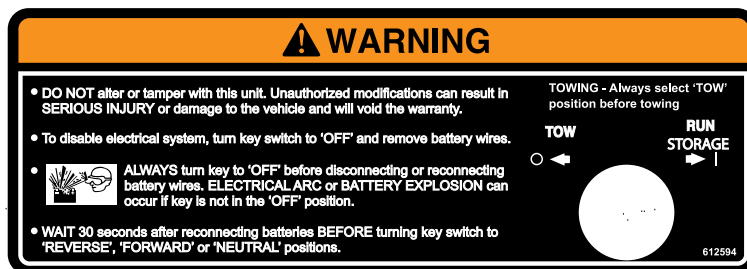 WARNING
• DO NOT alter or tamper with this unit. Unauthorized modifications can result in
SERIOUS INJURY or damage to the vehicle and will void the warranty.
• To disable electrical system, turn key switch to ‘OFF’ and remove battery wires.
• ALWAYS turn key to ‘OFF’ before disconnecting or reconnecting
battery wires. ELECTRICAL ARC or BATTERY EXPLOSION can
occur if key is not in the ‘OFF’ position.
• WAIT 30 seconds after reconnecting batteries BEFORE turning key switch to
‘REVERSE’, ‘FORWARD’ or ‘NEUTRAL’ positions.
TOWING - Always select ‘TOW’
position before towing
TOW
RUN
STORAGE
612594